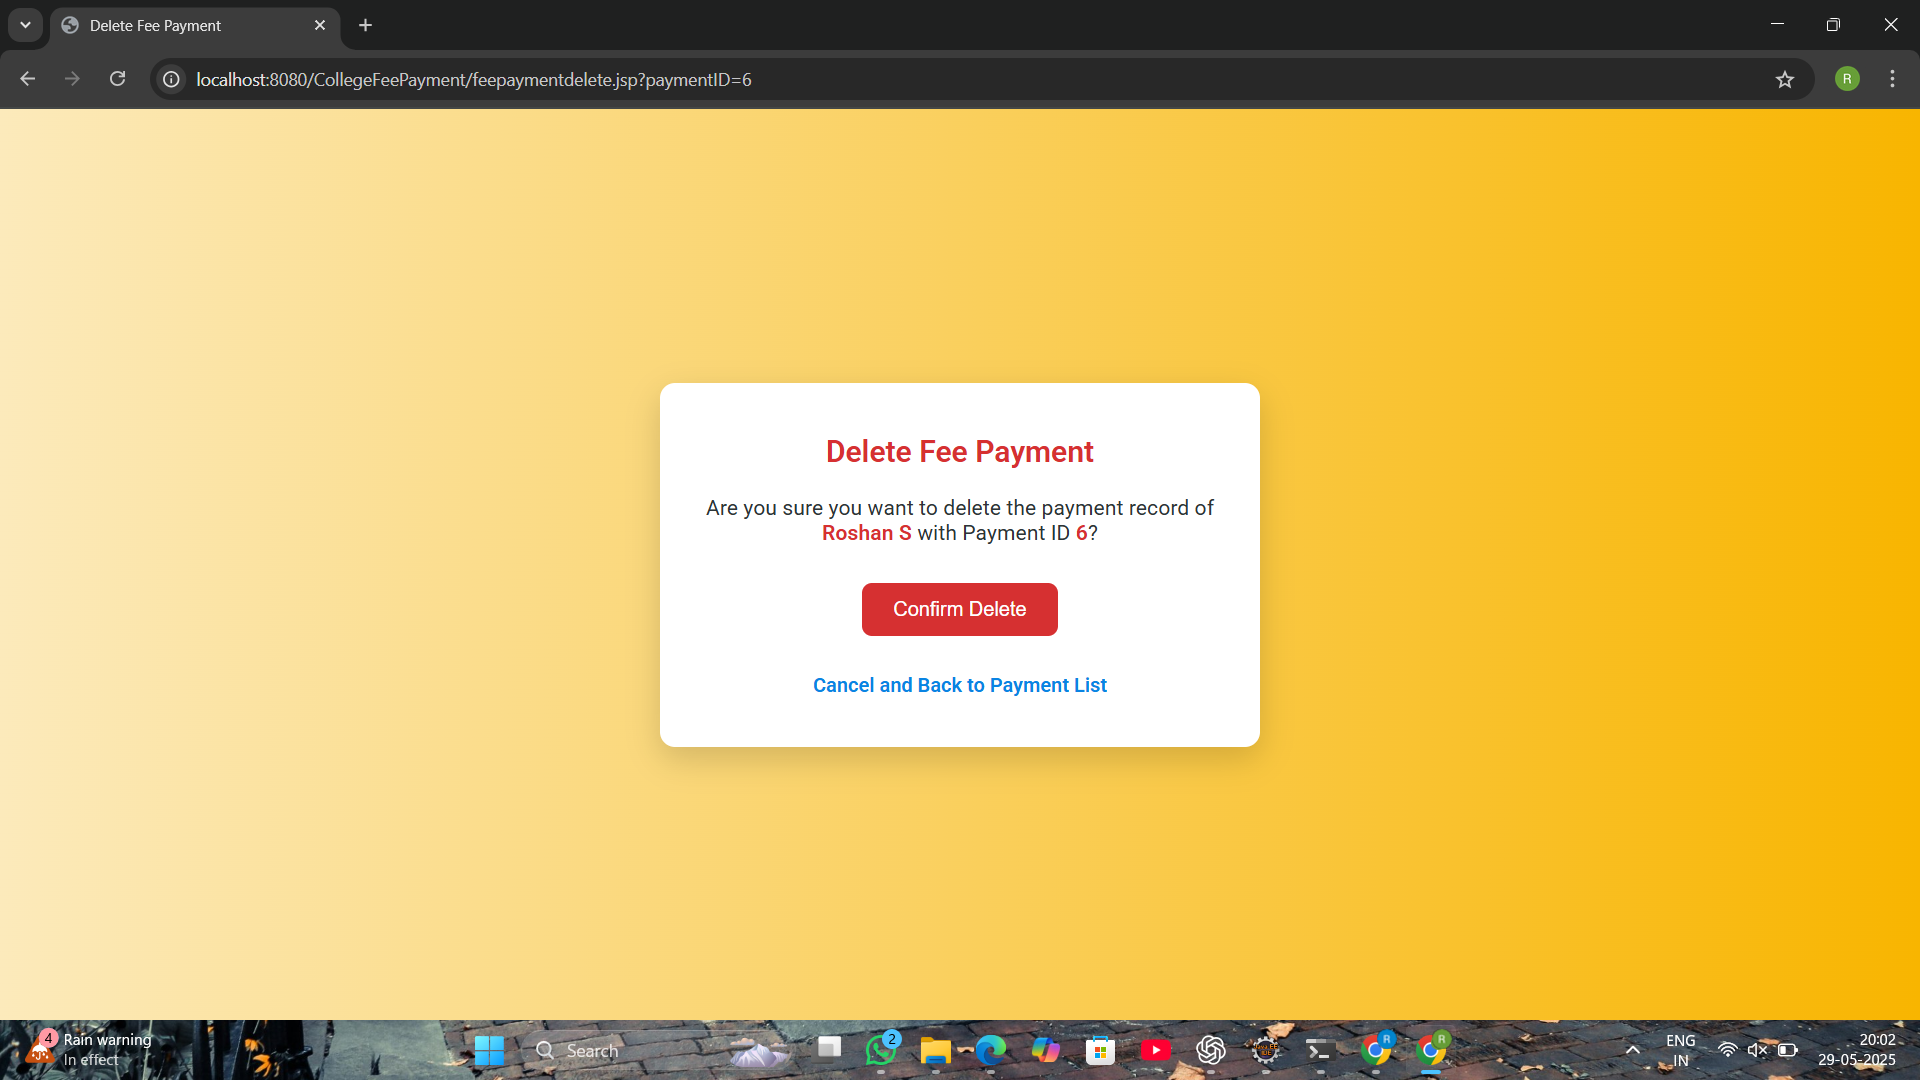 Delete Fee Payment
localhost:8080/CollegeFeePayment/feepaymentdelete.jsp?paymentID=6
R
Delete Fee Payment
Are you sure you want to delete the payment record of
Roshan S with Payment ID 6?
Confirm Delete
Cancel and Back to Payment List
4
Rain warning
In effect
Search
2
R
R
ENG
IN
20:02
29-05-2025